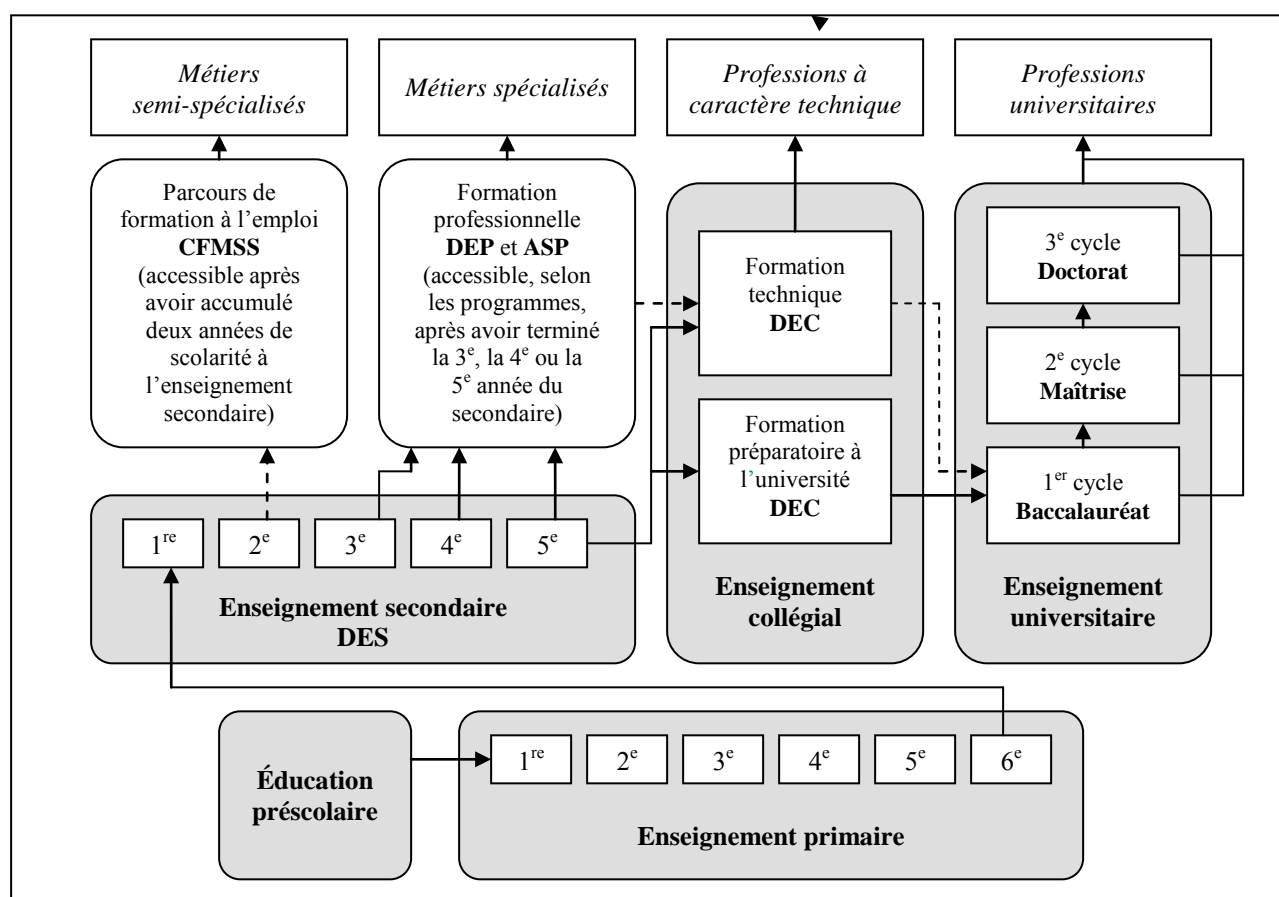 Métiers
semi-spécialisés
Métiers spécialisés
Professions à
caractère technique
Professions
universitaires
Parcours de
formation à l'emploi
CFMSS
(accessible après
avoir accumulé
deux années de
scolarité à
l'enseignement
secondaire)
Formation
professionnelle
DEP et ASP
(accessible, selon
les programmes,
après avoir terminé
la 3e, la 4e ou la
5e année du
secondaire)
Formation
technique
DEC
Formation
préparatoire à
l'université
DEC
Enseignement
collégial
3e cycle
Doctorat
2e cycle
Maîtrise
1er cycle
Baccalauréat
Enseignement
universitaire
1re
2e
3e
4e
5e
Enseignement secondaire
DES
Éducation
préscolaire
1re
2e
3e
4e
5e
6e
Enseignement primaire